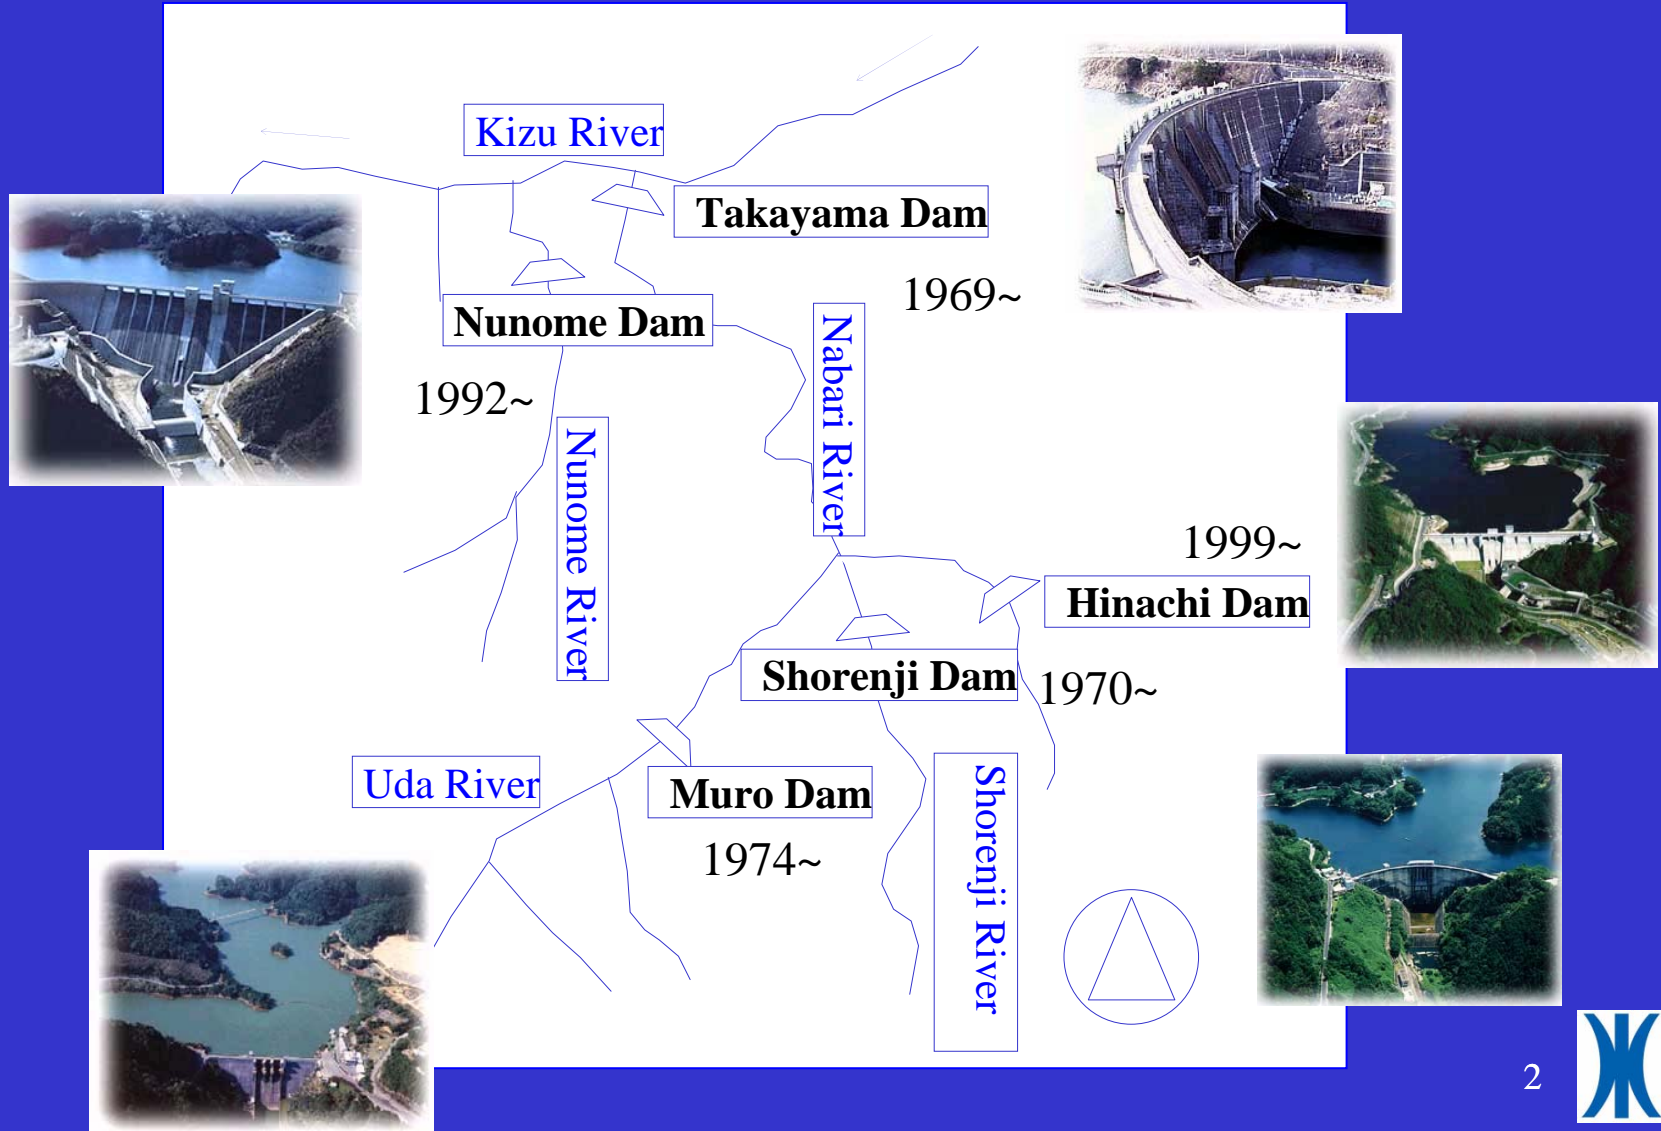 Kizu River
Takayama Dam
1969~
Nunome Dam
1992~
Nabari River
Nunome River
1999~
Hinachi Dam
Shorenji Dam
1970~
Uda River
Muro Dam
1974~
Shorenji River
2